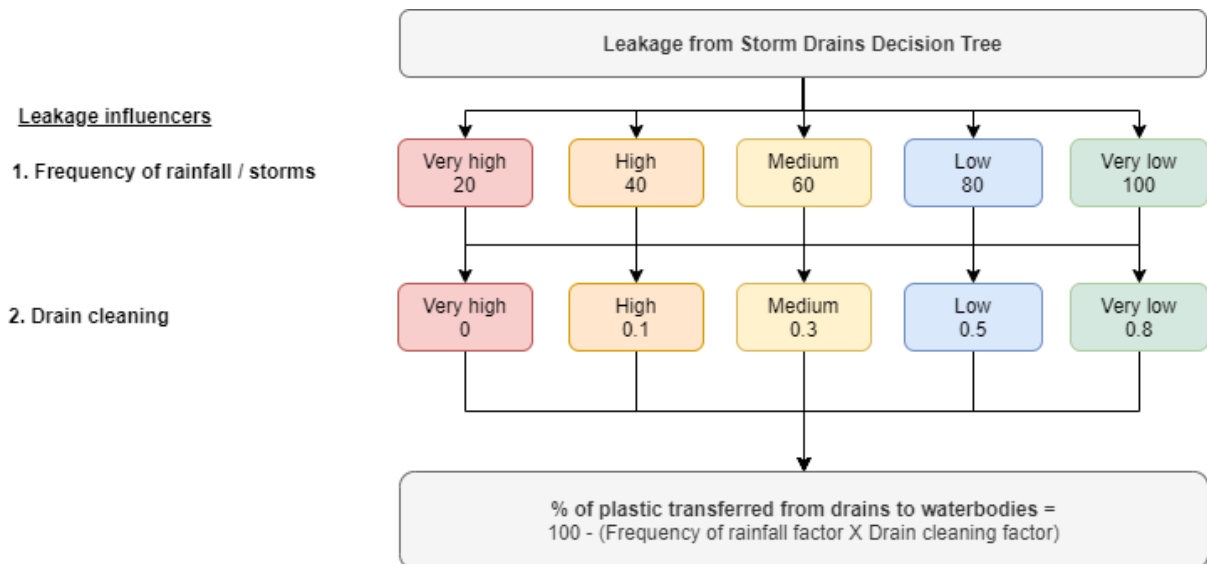 Leakage from Storm Drains Decision Tree
Leakage influencers
1. Frequency of rainfall / storms
Very high
20
High
40
Medium
60
Low
80
Very low
100
2. Drain cleaning
Very high
0
High
0.1
Medium
0.3
Low
0.5
Very low
0.8
% of plastic transferred from drains to waterbodies =
100 - (Frequency of rainfall factor X Drain cleaning factor)